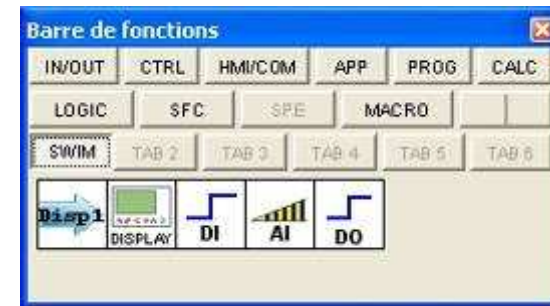 Barre de fonctions
IN/OUT CTRL HMI/COM APP PROG CALC
LOGIC SFC SPE MACRO
SWIM TAB 2 TAB 3 TAB 4 TAB 5 TAB 6
Disp1 DISPLAY DI AI DO